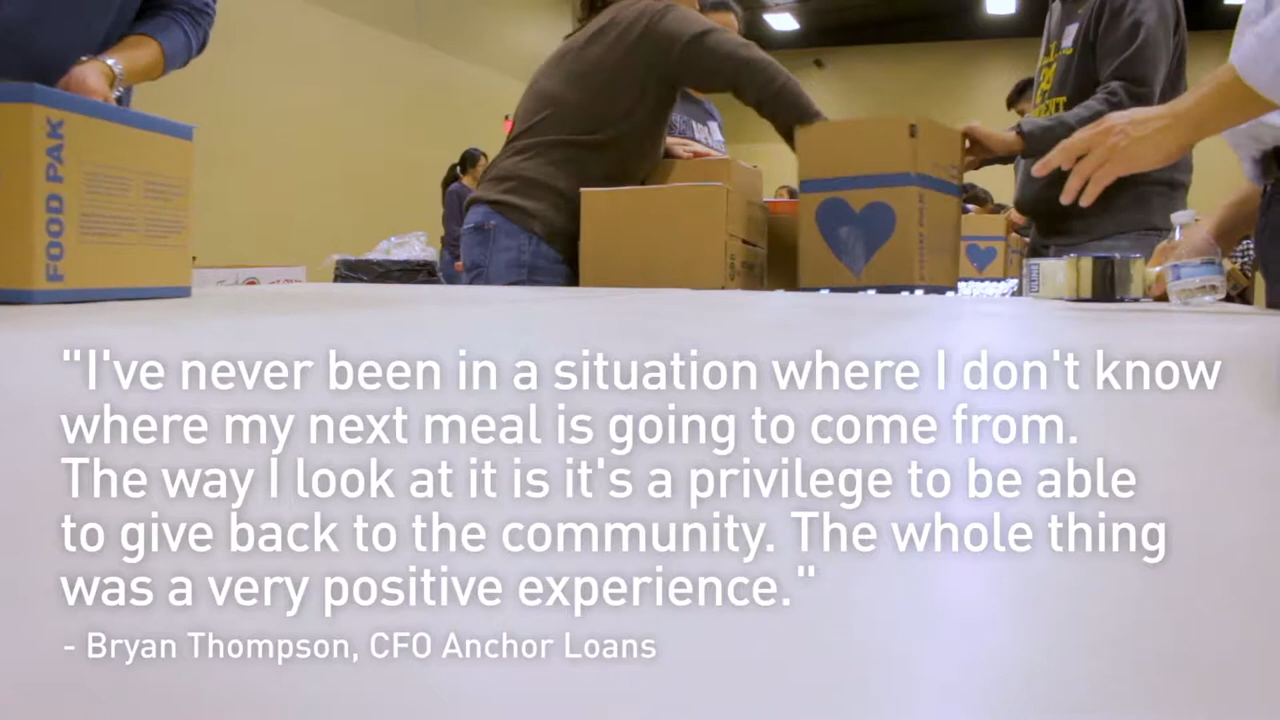 FOOD PAK
"I've never been in a situation where I don't know
where my next meal is going to come from.
The way I look at it is it's a privilege to be able
to give back to the community. The whole thing
was a very positive experience."
- Bryan Thompson, CFO Anchor Loans